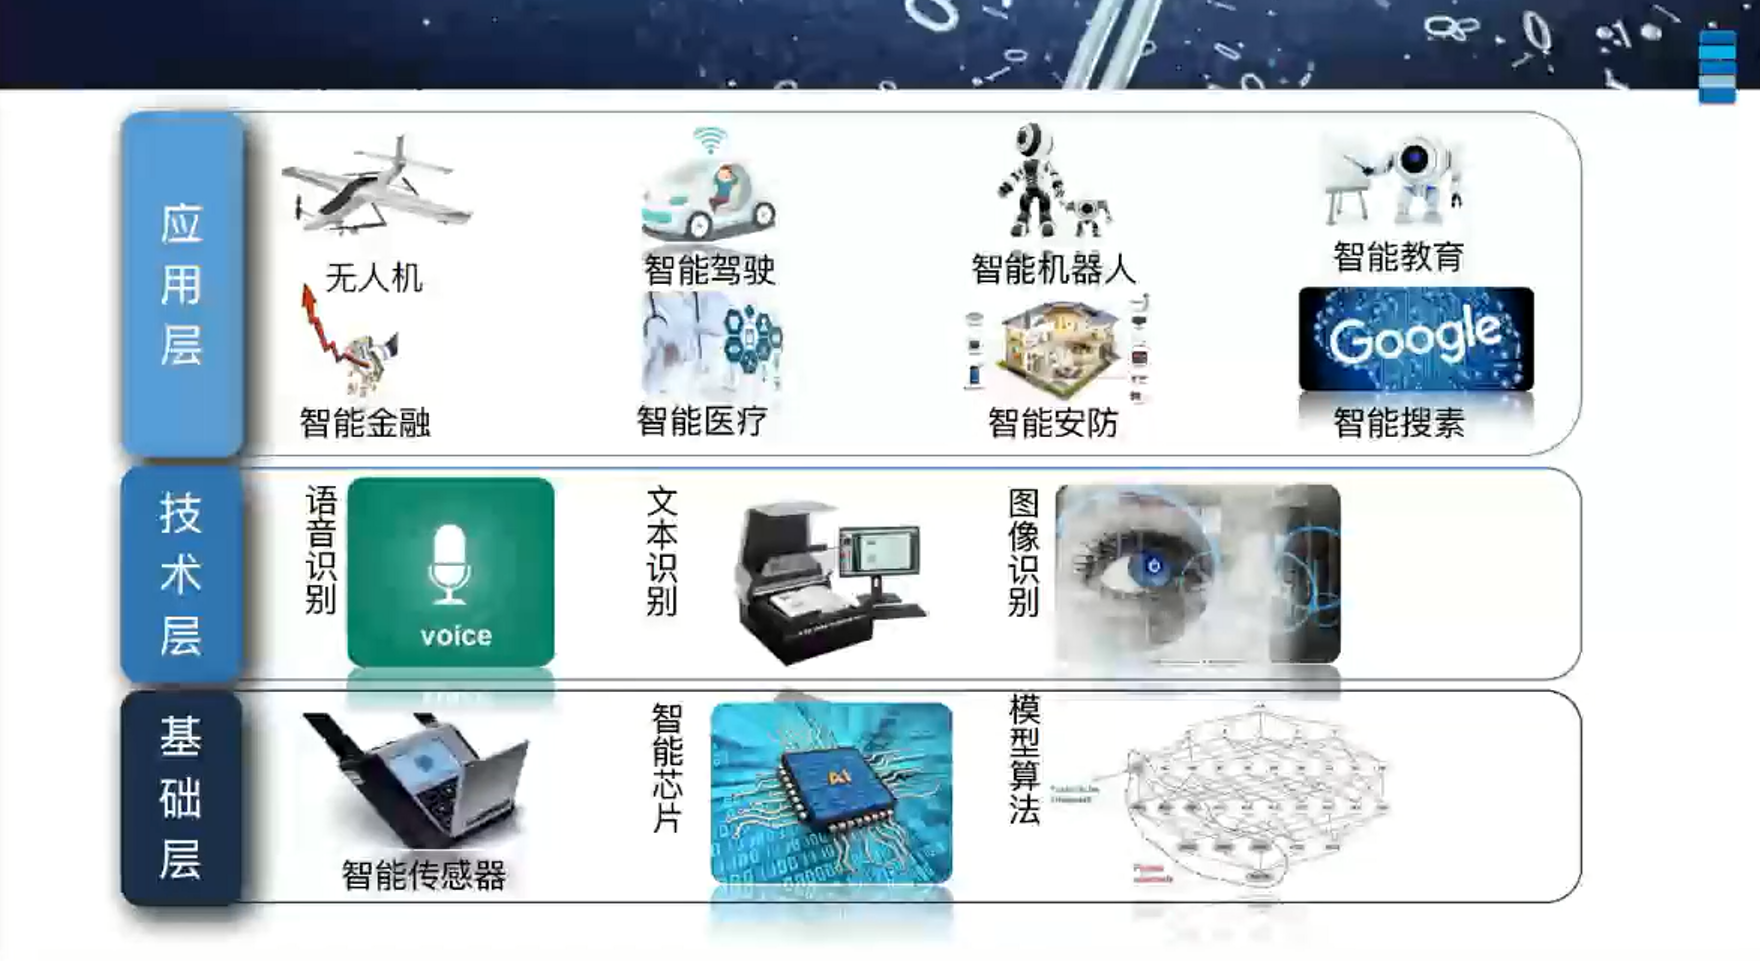 应用层
无人机
智能驾驶
智能机器人
智能教育
智能金融
智能医疗
智能安防
Google
智能搜素
技术层
语音识别
voice
文本识别
图像识别
基础层
智能传感器
智能芯片
AI
模型算法